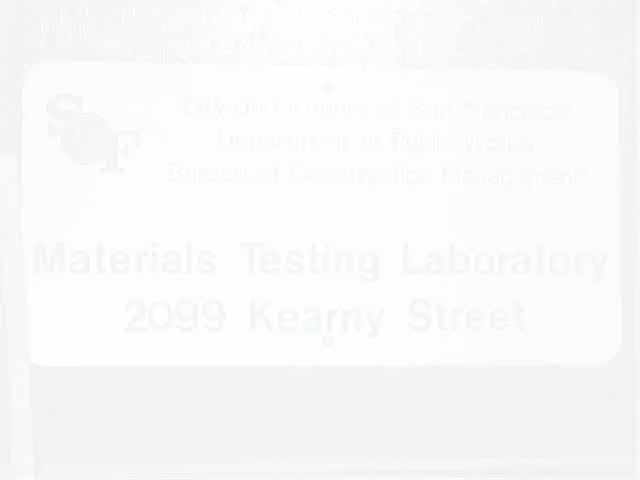 SF
City and County of San Francisco
Department of Public Works
Bureau of Construction Management
Materials Testing Laboratory
2099 Kearny Street